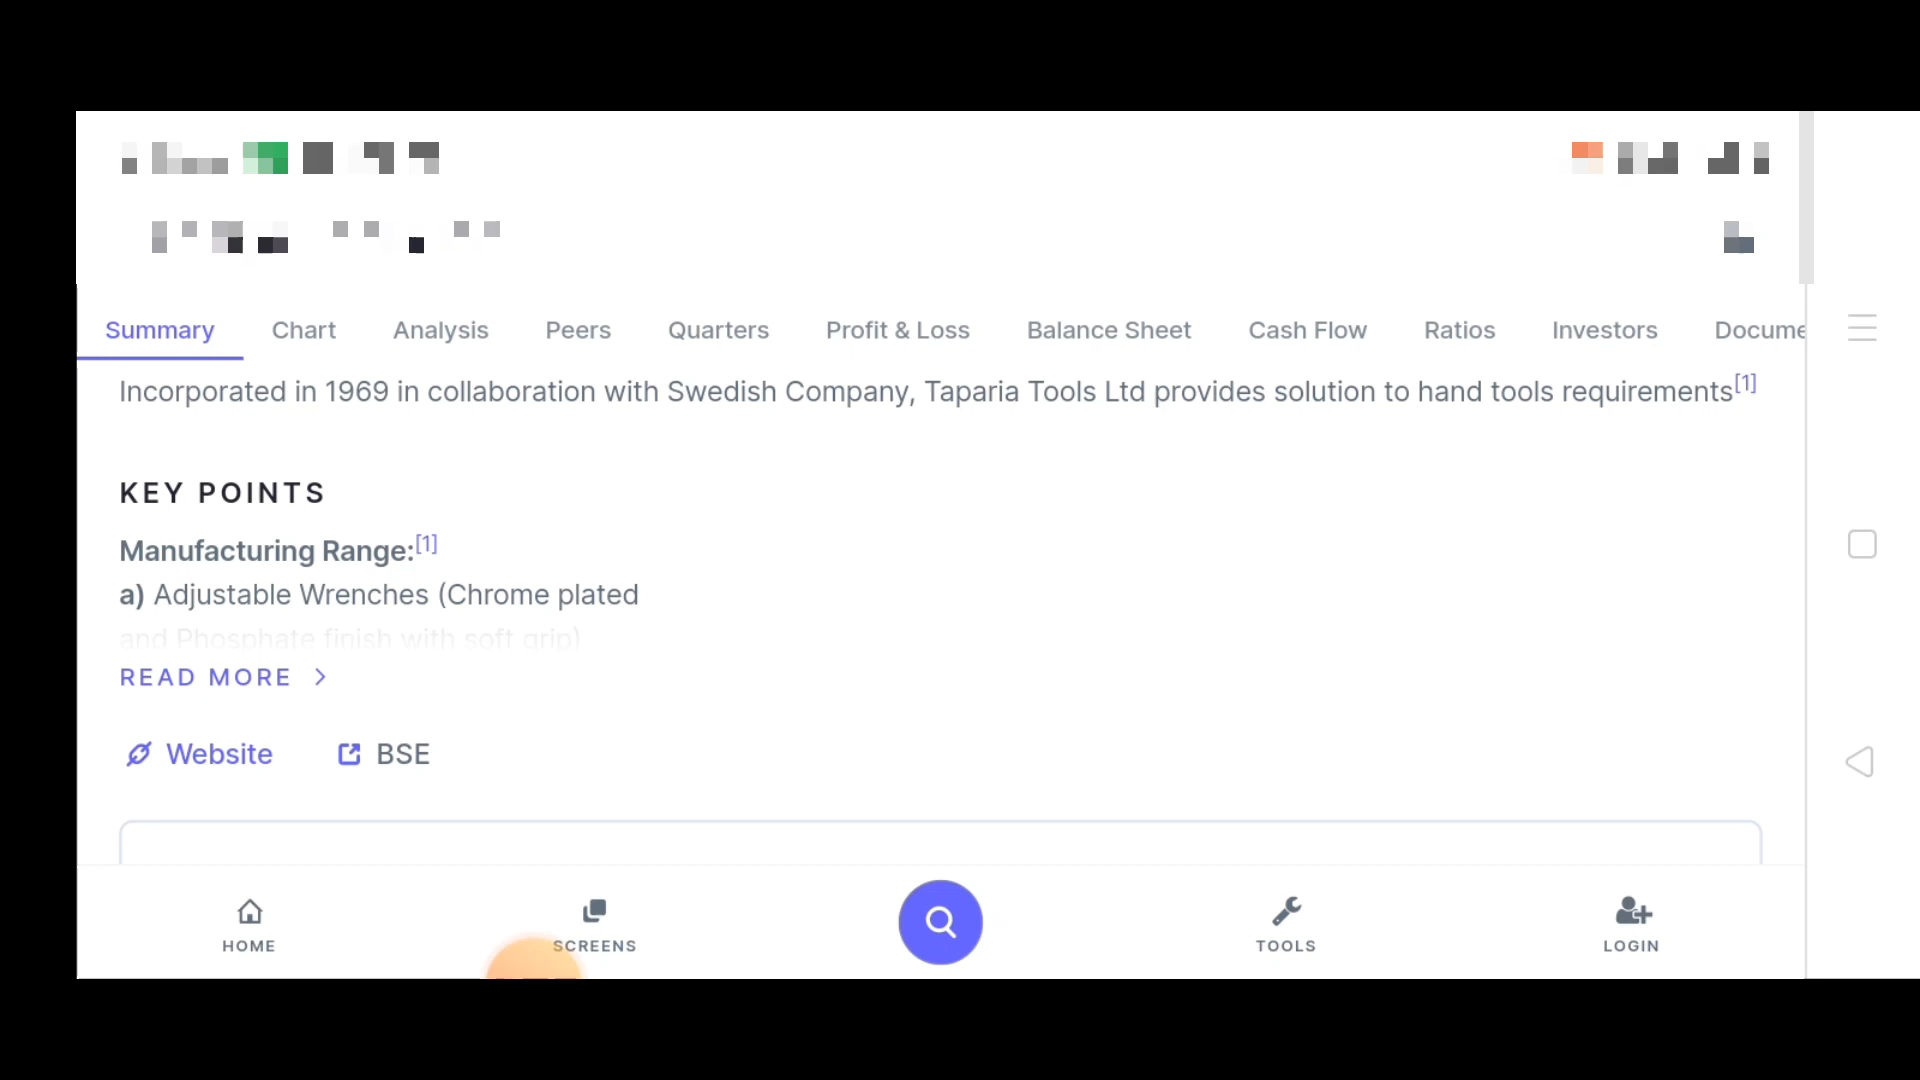 Summary Chart Analysis Peers Quarters Profit & Loss Balance Sheet Cash Flow Ratios Investors Docume
Incorporated in 1969 in collaboration with Swedish Company, Taparia Tools Ltd provides solution to hand tools requirements[1]
KEY POINTS
Manufacturing Range:[1]
a) Adjustable Wrenches (Chrome plated
and Phosphate finish with soft grip)
READ MORE
Website BSE
HOME SCREENS TOOLS LOGIN